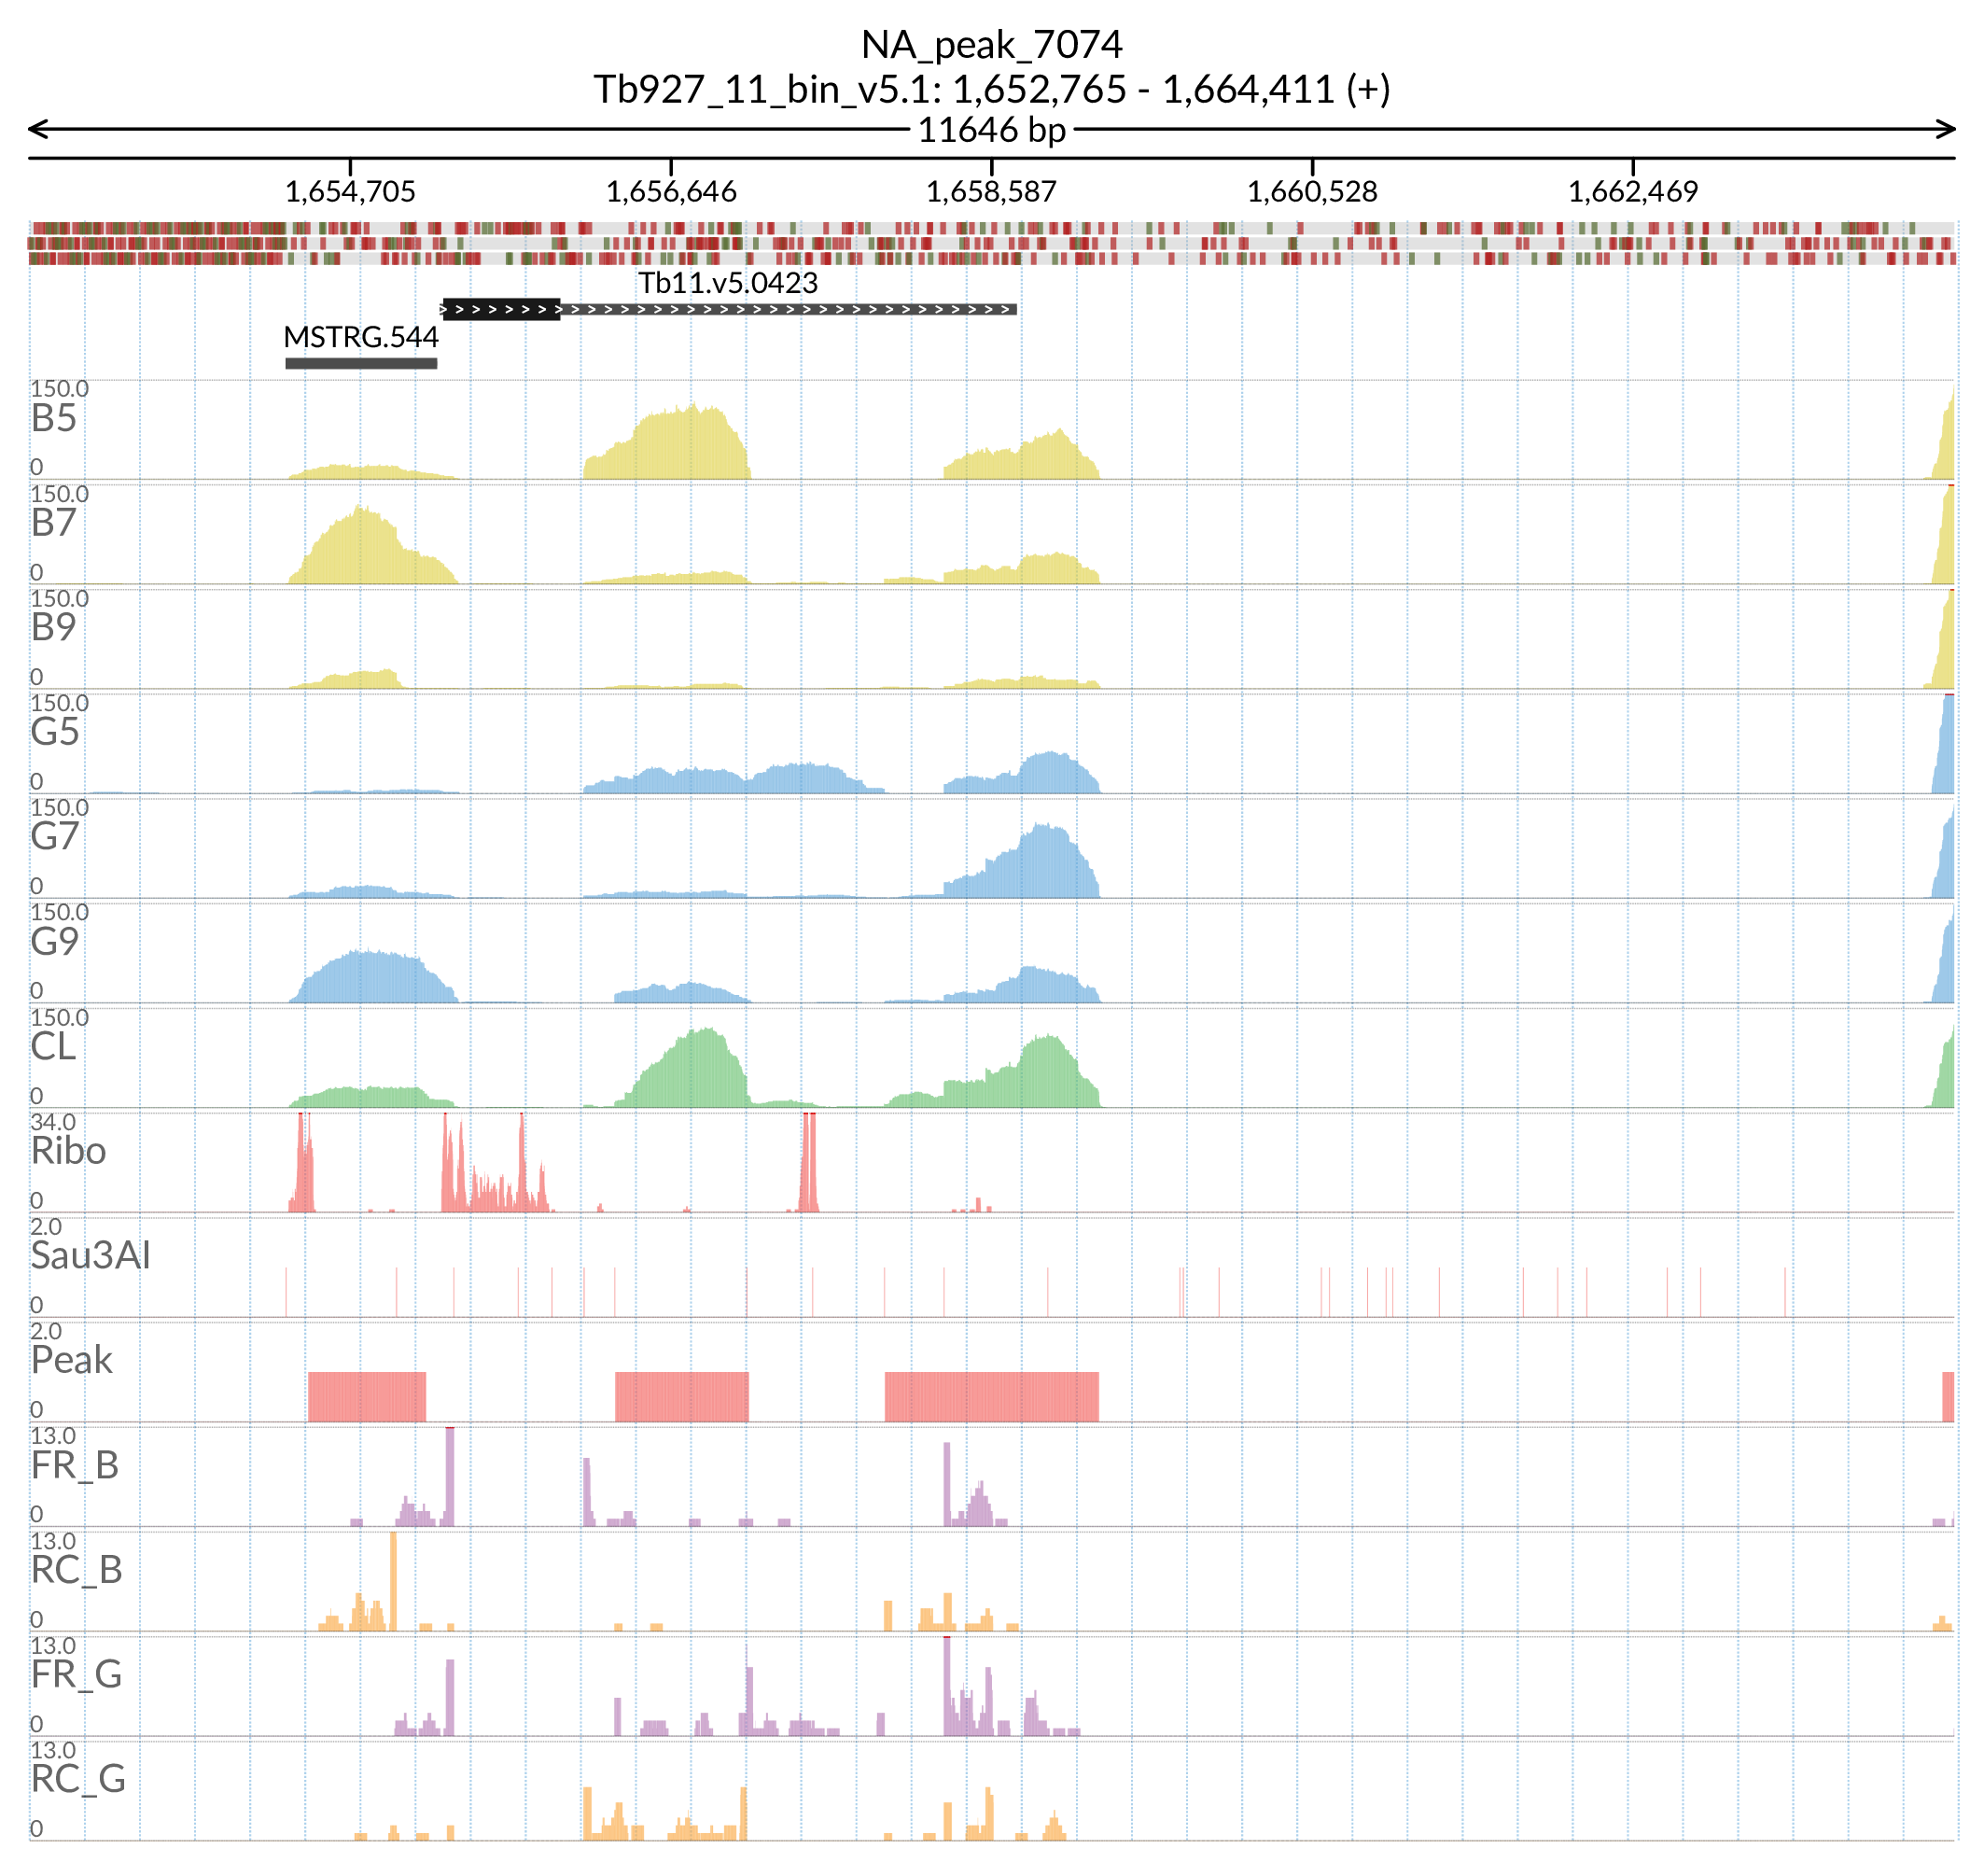 NA_peak_7074
Tb927_11_bin_v5.1: 1,652,765 - 1,664,411 (+)
11646 bp
1,654,705 1,656,646 1,658,587 1,660,528 1,662,469
Tb11.v5.0423
MSTRG.544
150.0
B5
0
150.0
B7
0
150.0
B9
0
150.0
G5
0
150.0
G7
0
150.0
G9
0
150.0
CL
0
34.0
Ribo
0
2.0
Sau3AI
0
2.0
Peak
0
13.0
FR_B
0
13.0
RC_B
0
13.0
FR_G
0
13.0
RC_G
0